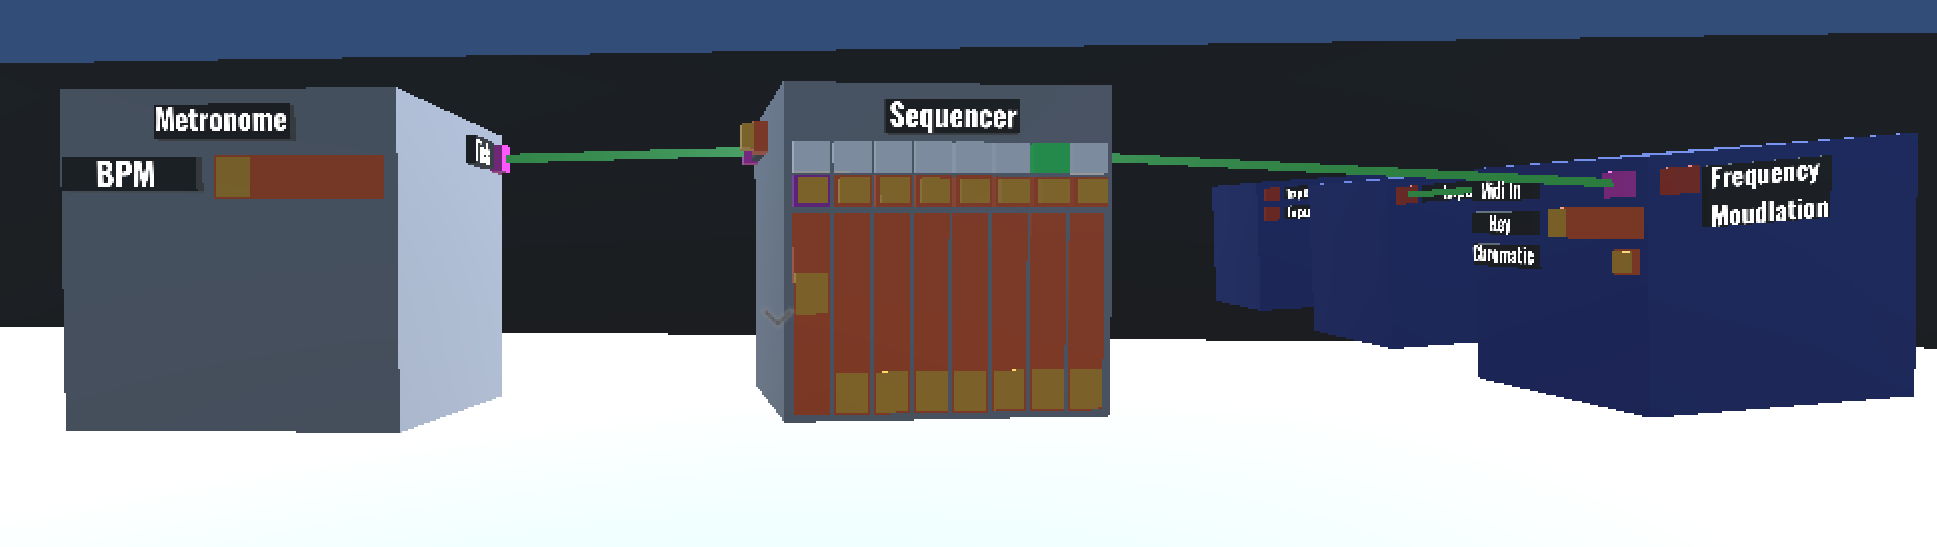 Metronome
BPM
Sequencer
Midi In
Key
Chromatic
Frequency
Moudlation